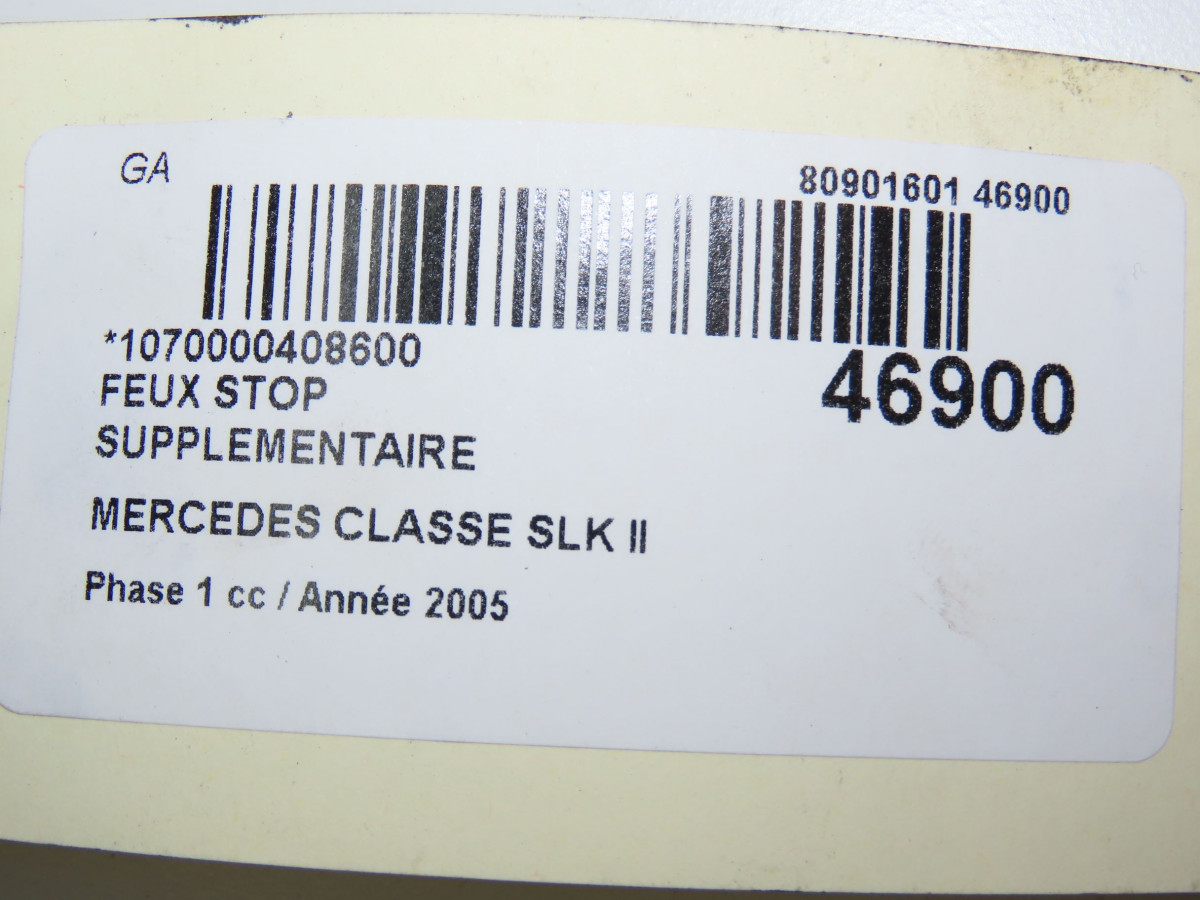 GA
80901601 46900
*1070000408600
46900
FEUX STOP
SUPPLEMENTAIRE
MERCEDES CLASSE SLK II
Phase 1 cc / Année 2005